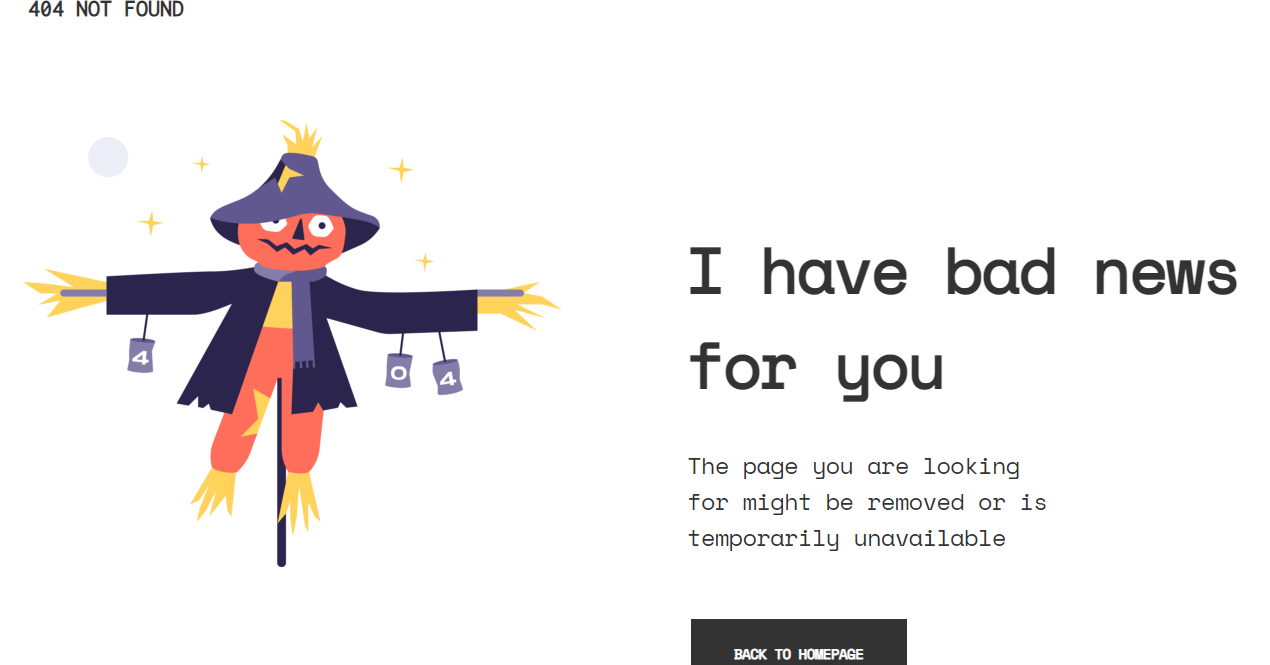 404 NOT FOUND
4
0
4
I have bad news
for you
The page you are looking
for might be removed or is
temporarily unavailable
BACK TO HOMEPAGE